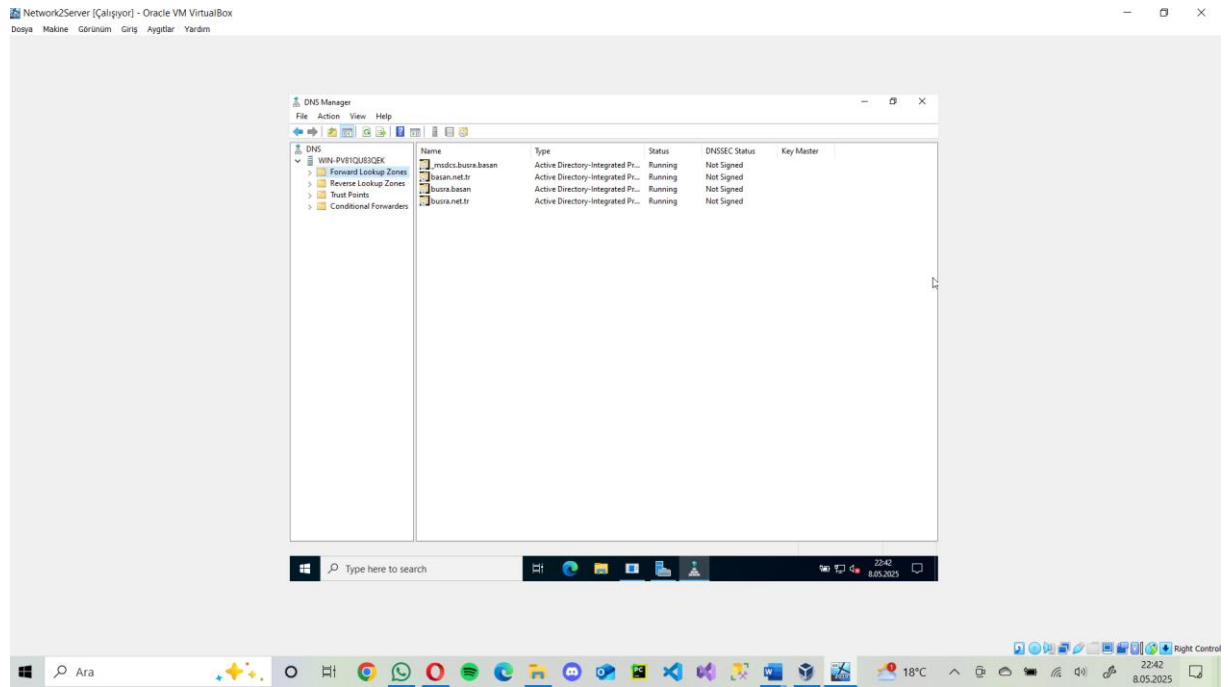 Network2Server [Çalışıyor] - Oracle VM VirtualBox
Dosya Makine Görünüm Giriş Aygıtlar Yardım
DNS Manager
File Action View Help
DNS
WIN-PV81QU83QEK
Forward Lookup Zones
Reverse Lookup Zones
Trust Points
Conditional Forwarders
Name Type Status DNSSEC Status Key Master
_msdcs.busra.basan Active Directory-Integrated Pr... Running Not Signed
basan.net.tr Active Directory-Integrated Pr... Running Not Signed
busra.basan Active Directory-Integrated Pr... Running Not Signed
busra.net.tr Active Directory-Integrated Pr... Running Not Signed
Type here to search
22:42
8.05.2025
Right Control
Ara
18°C
22:42
8.05.2025